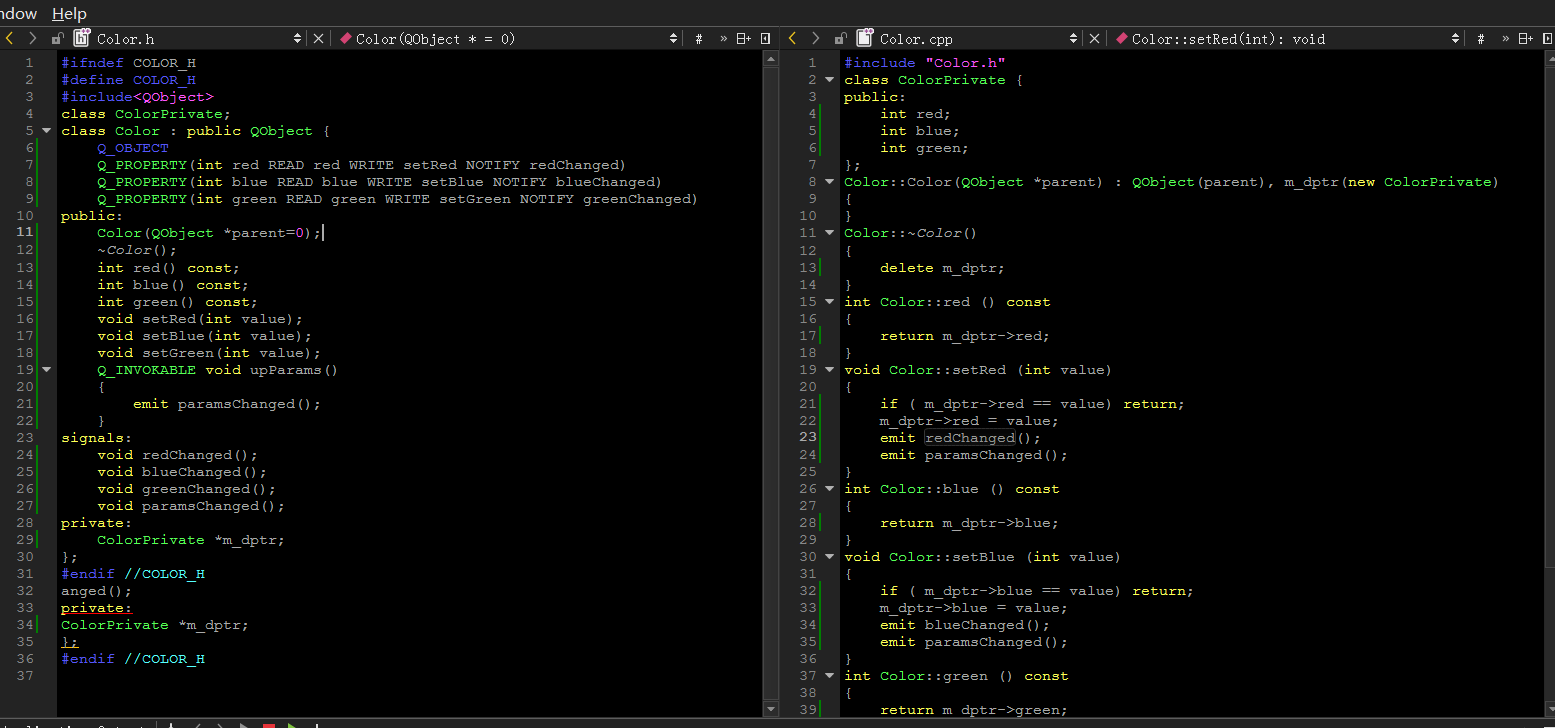 ndow Help
Color.h Color(QObject * = 0) # »
1 #ifndef COLOR_H
2 #define COLOR_H
3 #include<QObject>
4 class ColorPrivate;
5 class Color : public QObject {
6 Q_OBJECT
7 Q_PROPERTY(int red READ red WRITE setRed NOTIFY redChanged)
8 Q_PROPERTY(int blue READ blue WRITE setBlue NOTIFY blueChanged)
9 Q_PROPERTY(int green READ green WRITE setGreen NOTIFY greenChanged)
10 public:
11 Color(QObject *parent=0);
12 ~Color();
13 int red() const;
14 int blue() const;
15 int green() const;
16 void setRed(int value);
17 void setBlue(int value);
18 void setGreen(int value);
19 Q_INVOKABLE void upParams()
20 {
21 emit paramsChanged();
22 }
23 signals:
24 void redChanged();
25 void blueChanged();
26 void greenChanged();
27 void paramsChanged();
28 private:
29 ColorPrivate *m_dptr;
30 };
31 #endif //COLOR_H
32 anged();
33 private:
34 ColorPrivate *m_dptr;
35 };
36 #endif //COLOR_H
37
Color.cpp Color::setRed(int): void # »
1 #include "Color.h"
2 class ColorPrivate {
3 public:
4 int red;
5 int blue;
6 int green;
7 };
8 Color::Color(QObject *parent) : QObject(parent), m_dptr(new ColorPrivate)
9 {
10 }
11 Color::~Color()
12 {
13 delete m_dptr;
14 }
15 int Color::red () const
16 {
17 return m_dptr->red;
18 }
19 void Color::setRed (int value)
20 {
21 if ( m_dptr->red == value) return;
22 m_dptr->red = value;
23 emit redChanged();
24 emit paramsChanged();
25 }
26 int Color::blue () const
27 {
28 return m_dptr->blue;
29 }
30 void Color::setBlue (int value)
31 {
32 if ( m_dptr->blue == value) return;
33 m_dptr->blue = value;
34 emit blueChanged();
35 emit paramsChanged();
36 }
37 int Color::green () const
38 {
39 return m_dptr->green;